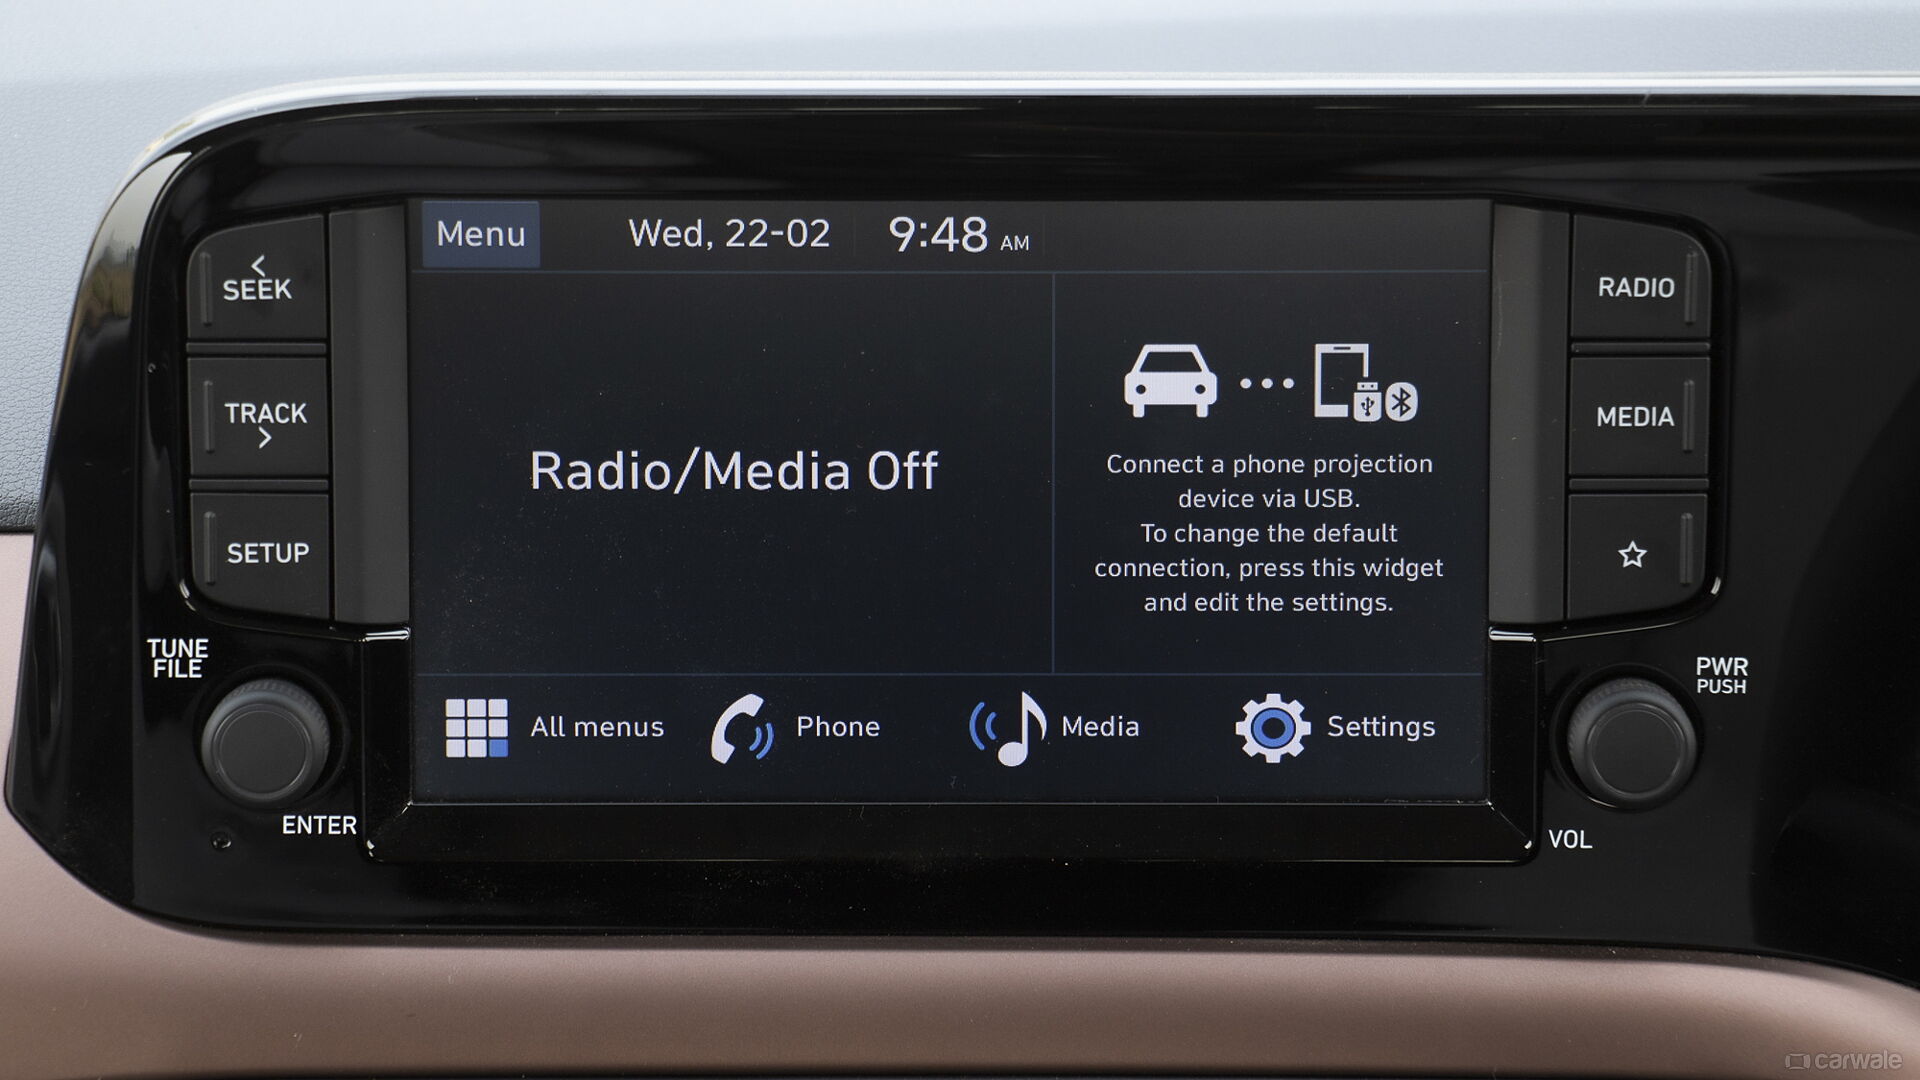 Menu
Wed, 22-02
9:48 AM
<
SEEK
TRACK
>
SETUP
TUNE
FILE
ENTER
Radio/Media Off
Connect a phone projection
device via USB.
To change the default
connection, press this widget
and edit the settings.
All menus
Phone
Media
Settings
RADIO
MEDIA
PWR
PUSH
VOL
carwale